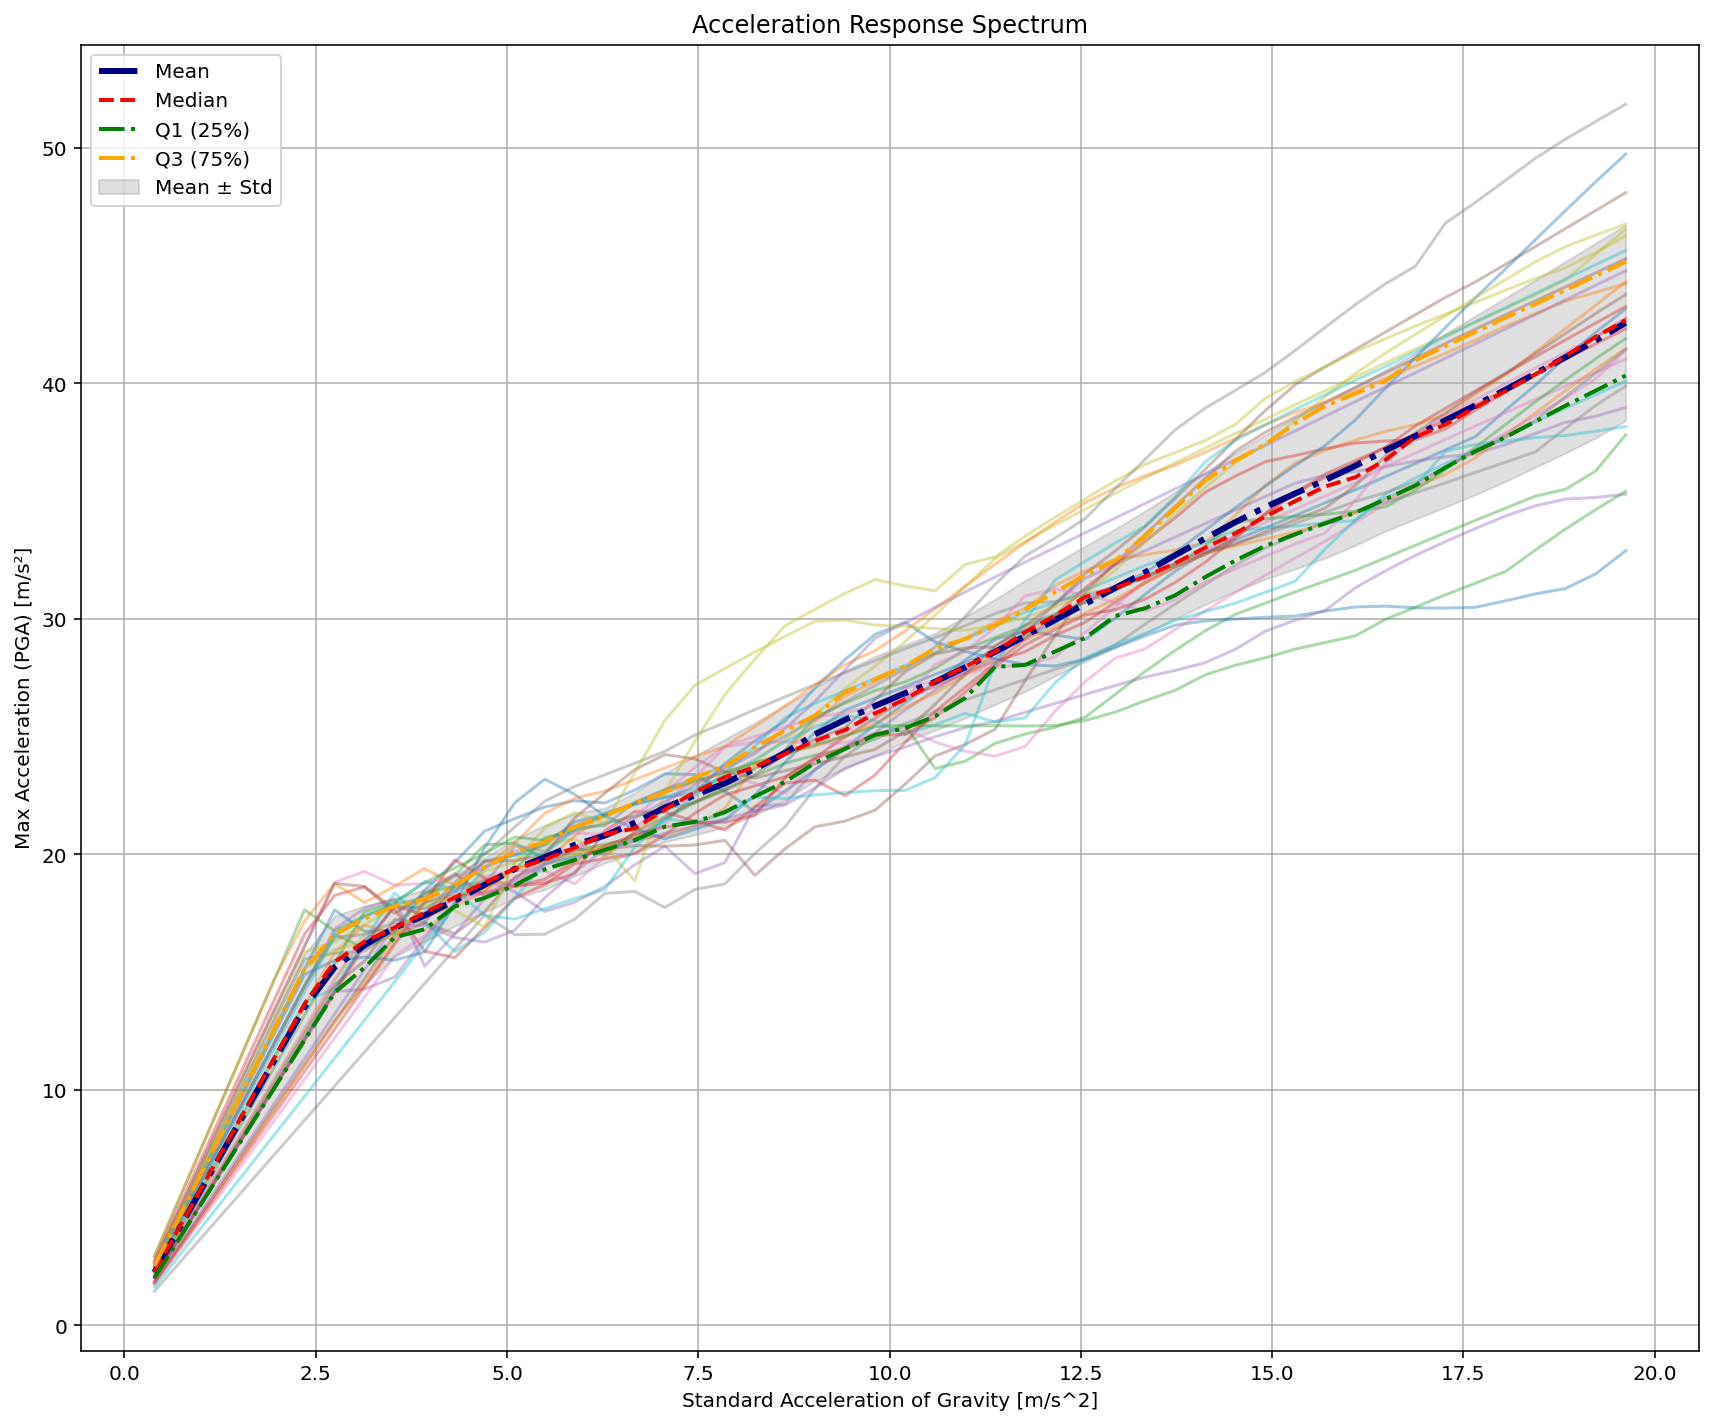 Acceleration Response Spectrum
Mean
Median
Q1 (25%)
Q3 (75%)
Mean ± Std
Max Acceleration (PGA) [m/s²]
50
40
30
20
10
0
0.0 2.5 5.0 7.5 10.0 12.5 15.0 17.5 20.0
Standard Acceleration of Gravity [m/s^2]